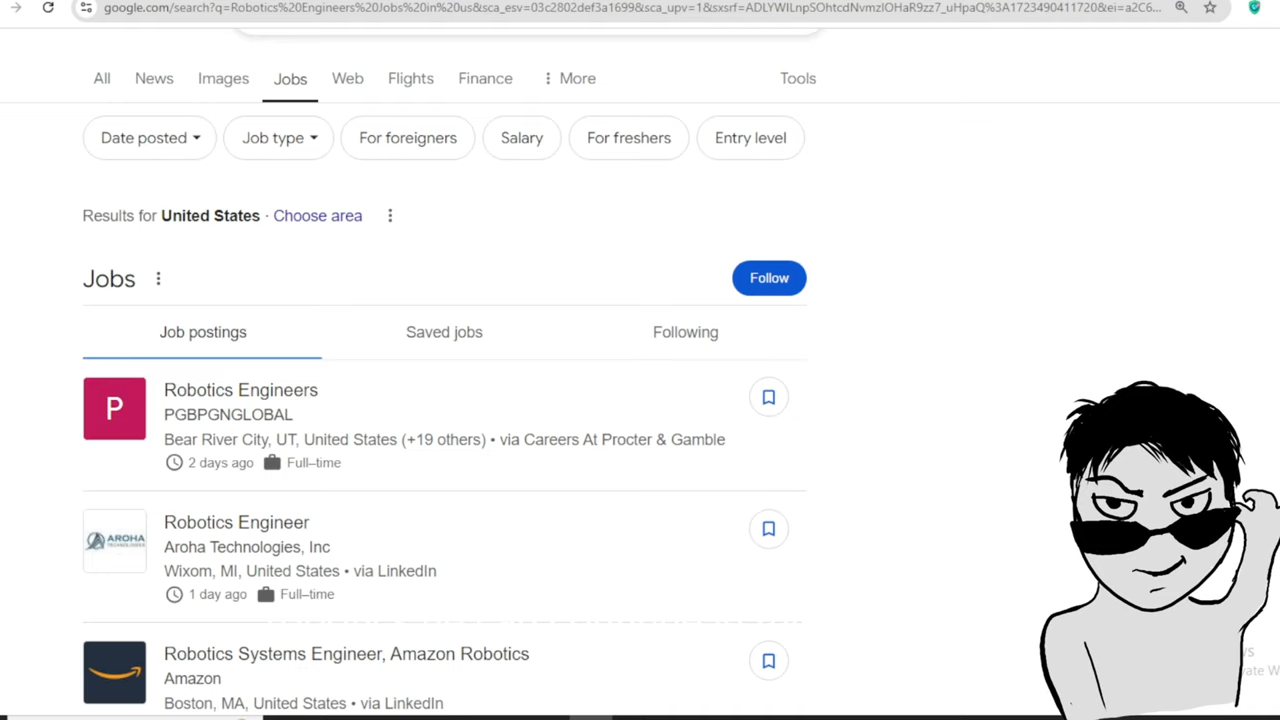 google.com/search?q=Robotics%20Engineers%20Jobs%20in%20us&sca_esv=03c2802def3a1699&sca_upv=1&sxsrf=ADLYWILnpSOhtcdNvmzlOHaR9zz7_uHpaQ%3A1723490411720&ei=a2C6...
All News Images Jobs Web Flights Finance More Tools
Date posted Job type For foreigners Salary For freshers Entry level
Results for United States · Choose area
Jobs Follow
Job postings Saved jobs Following
P
Robotics Engineers
PGBPGNGLOBAL
Bear River City, UT, United States (+19 others) • via Careers At Procter & Gamble
2 days ago Full–time
AROHA
TECHNOLOGIES
Robotics Engineer
Aroha Technologies, Inc
Wixom, MI, United States • via LinkedIn
1 day ago Full–time
Robotics Systems Engineer, Amazon Robotics
Amazon
Boston, MA, United States • via LinkedIn